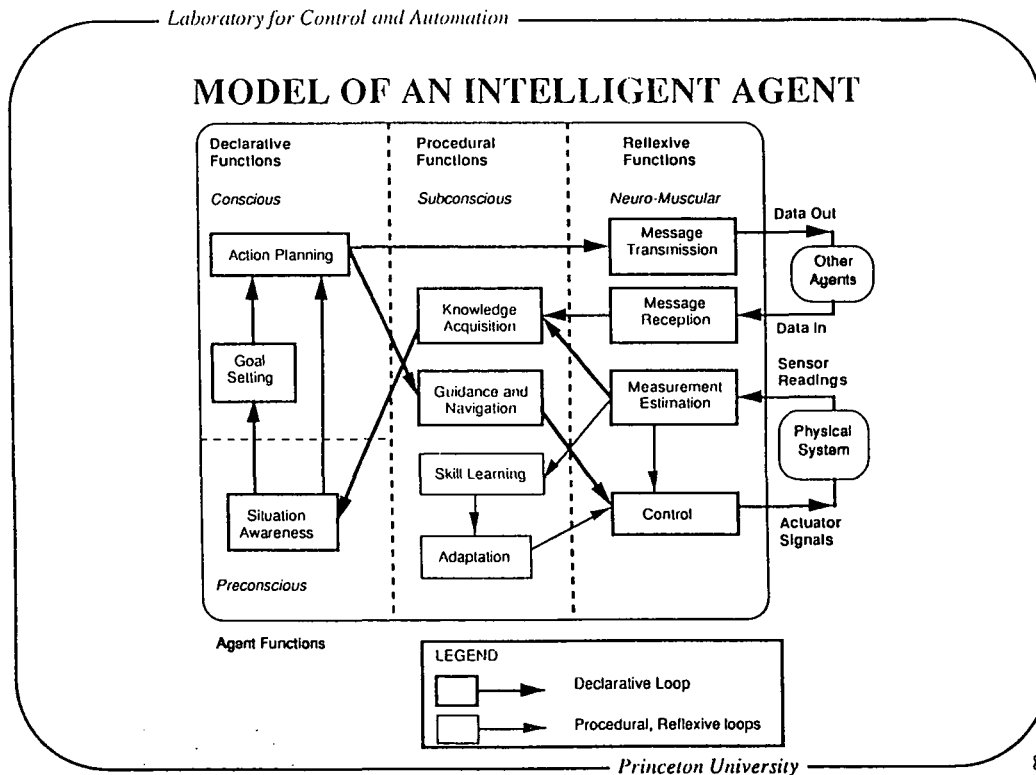 Laboratory for Control and Automation
MODEL OF AN INTELLIGENT AGENT
Declarative
Functions
Conscious
Procedural
Functions
Subconscious
Reflexive
Functions
Neuro-Muscular
Action Planning
Goal
Setting
Situation
Awareness
Preconscious
Knowledge
Acquisition
Guidance and
Navigation
Skill Learning
Adaptation
Message
Transmission
Message
Reception
Measurement
Estimation
Control
Data Out
Other
Agents
Data In
Sensor
Readings
Physical
System
Actuator
Signals
Agent Functions
LEGEND
Declarative Loop
Procedural, Reflexive loops
Princeton University